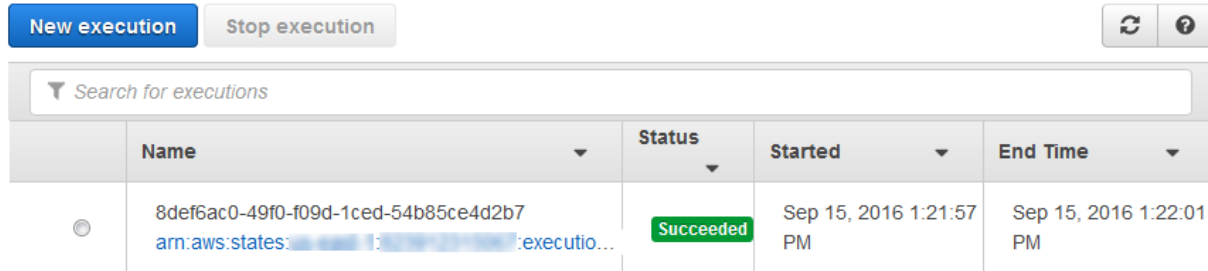 New execution Stop execution
Search for executions
Name Status Started End Time
8def6ac0-49f0-f09d-1ced-54b85ce4d2b7 Succeeded Sep 15, 2016 1:21:57 PM Sep 15, 2016 1:22:01 PM
arn:aws:states: : :executio...